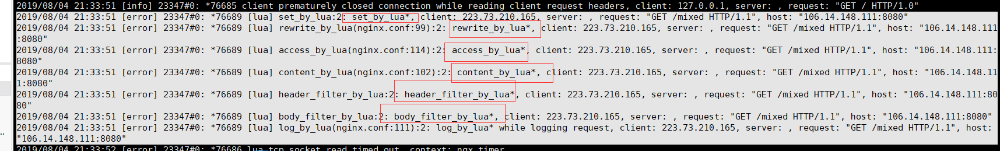 2019/08/04 21:33:51 [info] 23347#0: *76685 client prematurely closed connection while reading client request headers, client: 127.0.0.1, server: , request: "GET / HTTP/1.0"
2019/08/04 21:33:51 [error] 23347#0: *76689 [lua] set_by_lua:2: set_by_lua*, client: 223.73.210.165, server: , request: "GET /mixed HTTP/1.1", host: "106.14.148.111:8080"
2019/08/04 21:33:51 [error] 23347#0: *76689 [lua] rewrite_by_lua(nginx.conf:99):2: rewrite_by_lua*, client: 223.73.210.165, server: , request: "GET /mixed HTTP/1.1", host: "106.14.148.111
:8080"
2019/08/04 21:33:51 [error] 23347#0: *76689 [lua] access_by_lua(nginx.conf:114):2: access_by_lua*, client: 223.73.210.165, server: , request: "GET /mixed HTTP/1.1", host: "106.14.148.111:
8080"
2019/08/04 21:33:51 [error] 23347#0: *76689 [lua] content_by_lua(nginx.conf:102):2: content_by_lua*, client: 223.73.210.165, server: , request: "GET /mixed HTTP/1.1", host: "106.14.148.11
1:8080"
2019/08/04 21:33:51 [error] 23347#0: *76689 [lua] header_filter_by_lua:2: header_filter_by_lua*, client: 223.73.210.165, server: , request: "GET /mixed HTTP/1.1", host: "106.14.148.111:80
80"
2019/08/04 21:33:51 [error] 23347#0: *76689 [lua] body_filter_by_lua:2: body_filter_by_lua*, client: 223.73.210.165, server: , request: "GET /mixed HTTP/1.1", host: "106.14.148.111:8080"
2019/08/04 21:33:51 [error] 23347#0: *76689 [lua] log_by_lua(nginx.conf:111):2: log_by_lua* while logging request, client: 223.73.210.165, server: , request: "GET /mixed HTTP/1.1", host:
"106.14.148.111:8080"
2019/08/04 21:33:52 [error] 23347#0: *76686 lua tcp socket read timed out, context: ngx.timer